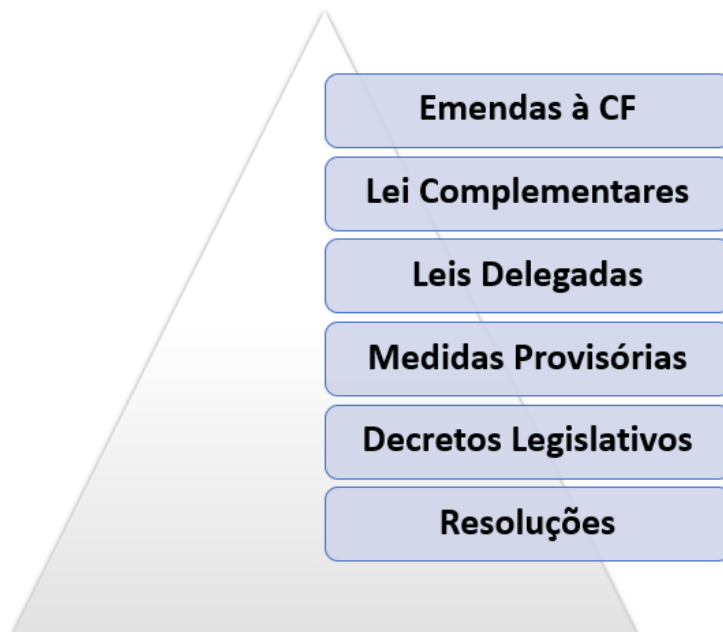 Emendas à CF
Lei Complementares
Leis Delegadas
Medidas Provisórias
Decretos Legislativos
Resoluções